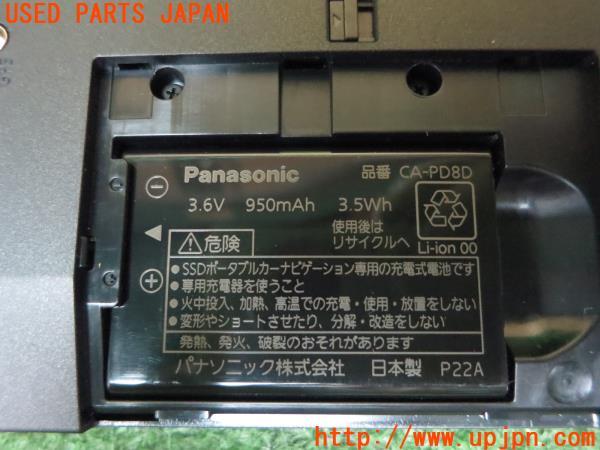 USED PARTS JAPAN
Panasonic 品番 CA-PD8D
3.6V 950mAh 3.5Wh
使用後は
リサイクルへ
Li-ion 00
危険
●SSDポータブルカーナビゲーション専用の充電式電池です
●専用充電器を使うこと
●火中投入、加熱、高温での充電・使用・放置をしない
●変形やショートさせたり、分解・改造をしない
発熱、発火、破裂のおそれがあります
パナソニック株式会社 日本製 P22A
http://www.upjpn.com/